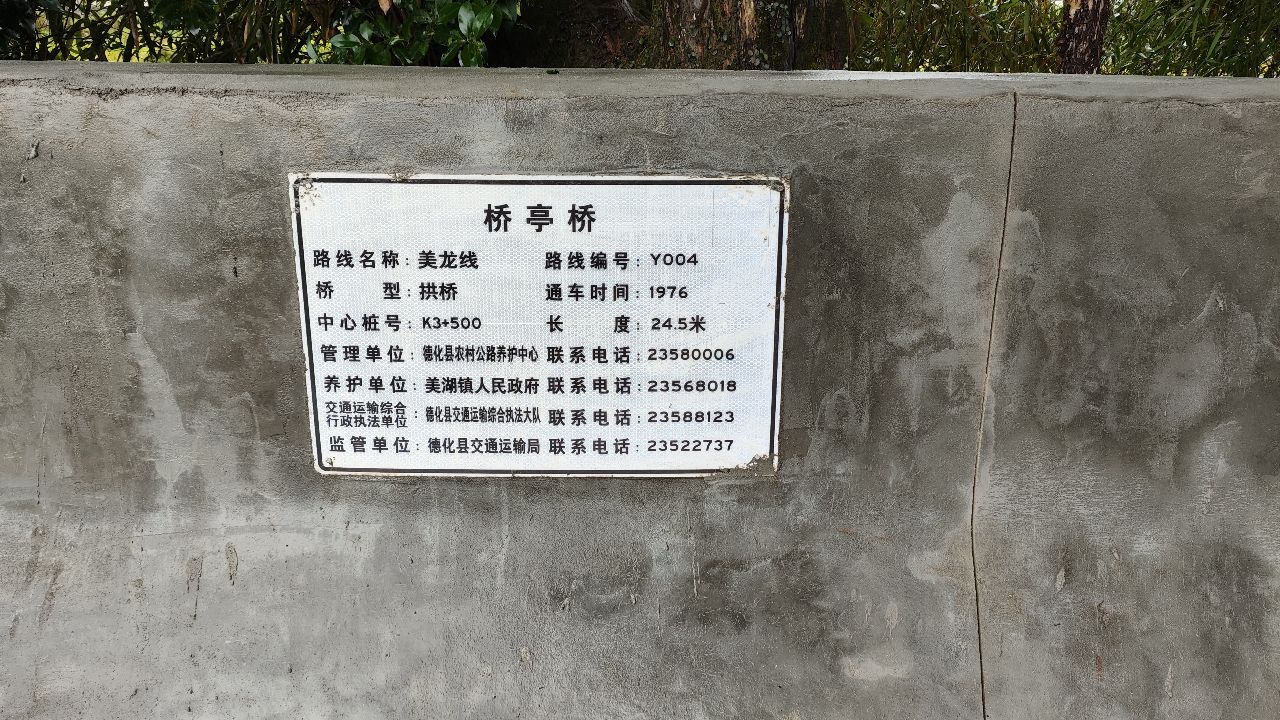 桥亭桥
路线名称：美龙线 路线编号：Y004
桥型：拱桥 通车时间：1976
中心桩号：K3+500 长度：24.5米
管理单位：德化县农村公路养护中心 联系电话：23580006
养护单位：美湖镇人民政府 联系电话：23568018
交通运输综合行政执法单位：德化县交通运输综合执法大队 联系电话：23588123
监管单位：德化县交通运输局 联系电话：23522737